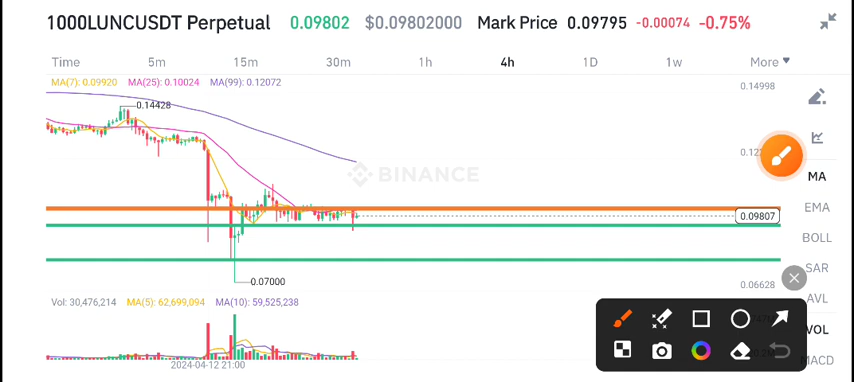 1000LUNCUSDT Perpetual 0.09802 $0.09802000 Mark Price 0.09795 -0.00074 -0.75%
Time 5m 15m 30m 1h 4h 1D 1w More
MA(7): 0.09920 MA(25): 0.10024 MA(99): 0.12072
0.14998
0.14428
BINANCE
MA
EMA
0.09807
BOLL
SAR
0.07000
0.06628
AVL
Vol: 30,476,214 MA(5): 62,699,094 MA(10): 59,525,238
VOL
MACD
2024-04-12 21:00